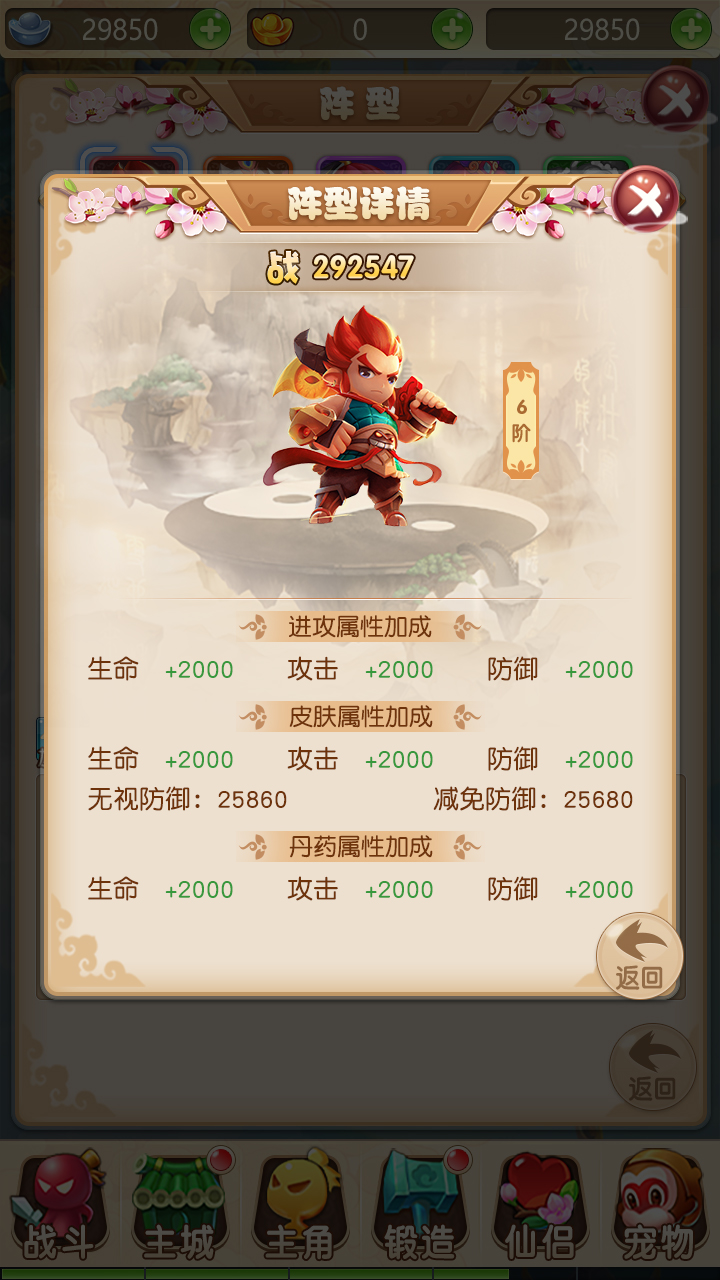 29850 0 29850
阵型
阵型详情
战 292547
6阶
进攻属性加成
生命 +2000 攻击 +2000 防御 +2000
皮肤属性加成
生命 +2000 攻击 +2000 防御 +2000
无视防御：25860 减免防御：25680
丹药属性加成
生命 +2000 攻击 +2000 防御 +2000
返回
返回
战斗 主城 主角 锻造 仙侣 宠物